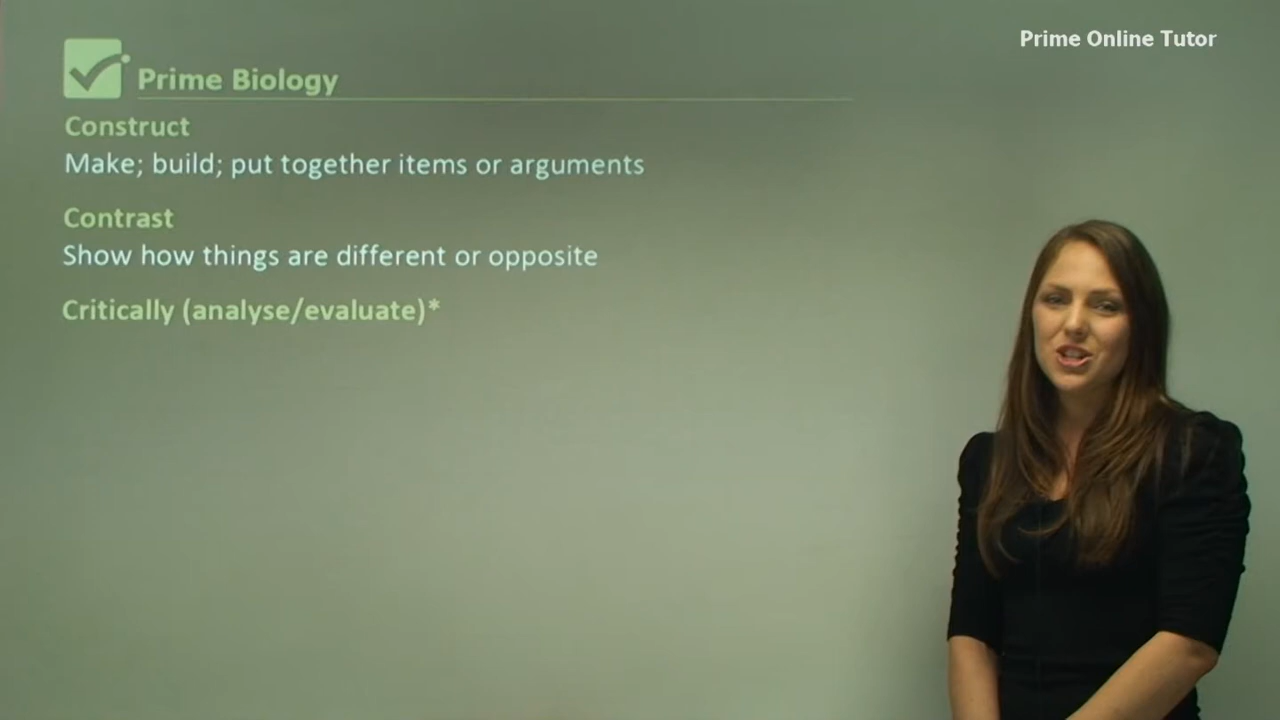 Prime Online Tutor
Prime Biology
Construct
Make; build; put together items or arguments
Contrast
Show how things are different or opposite
Critically (analyse/evaluate)*